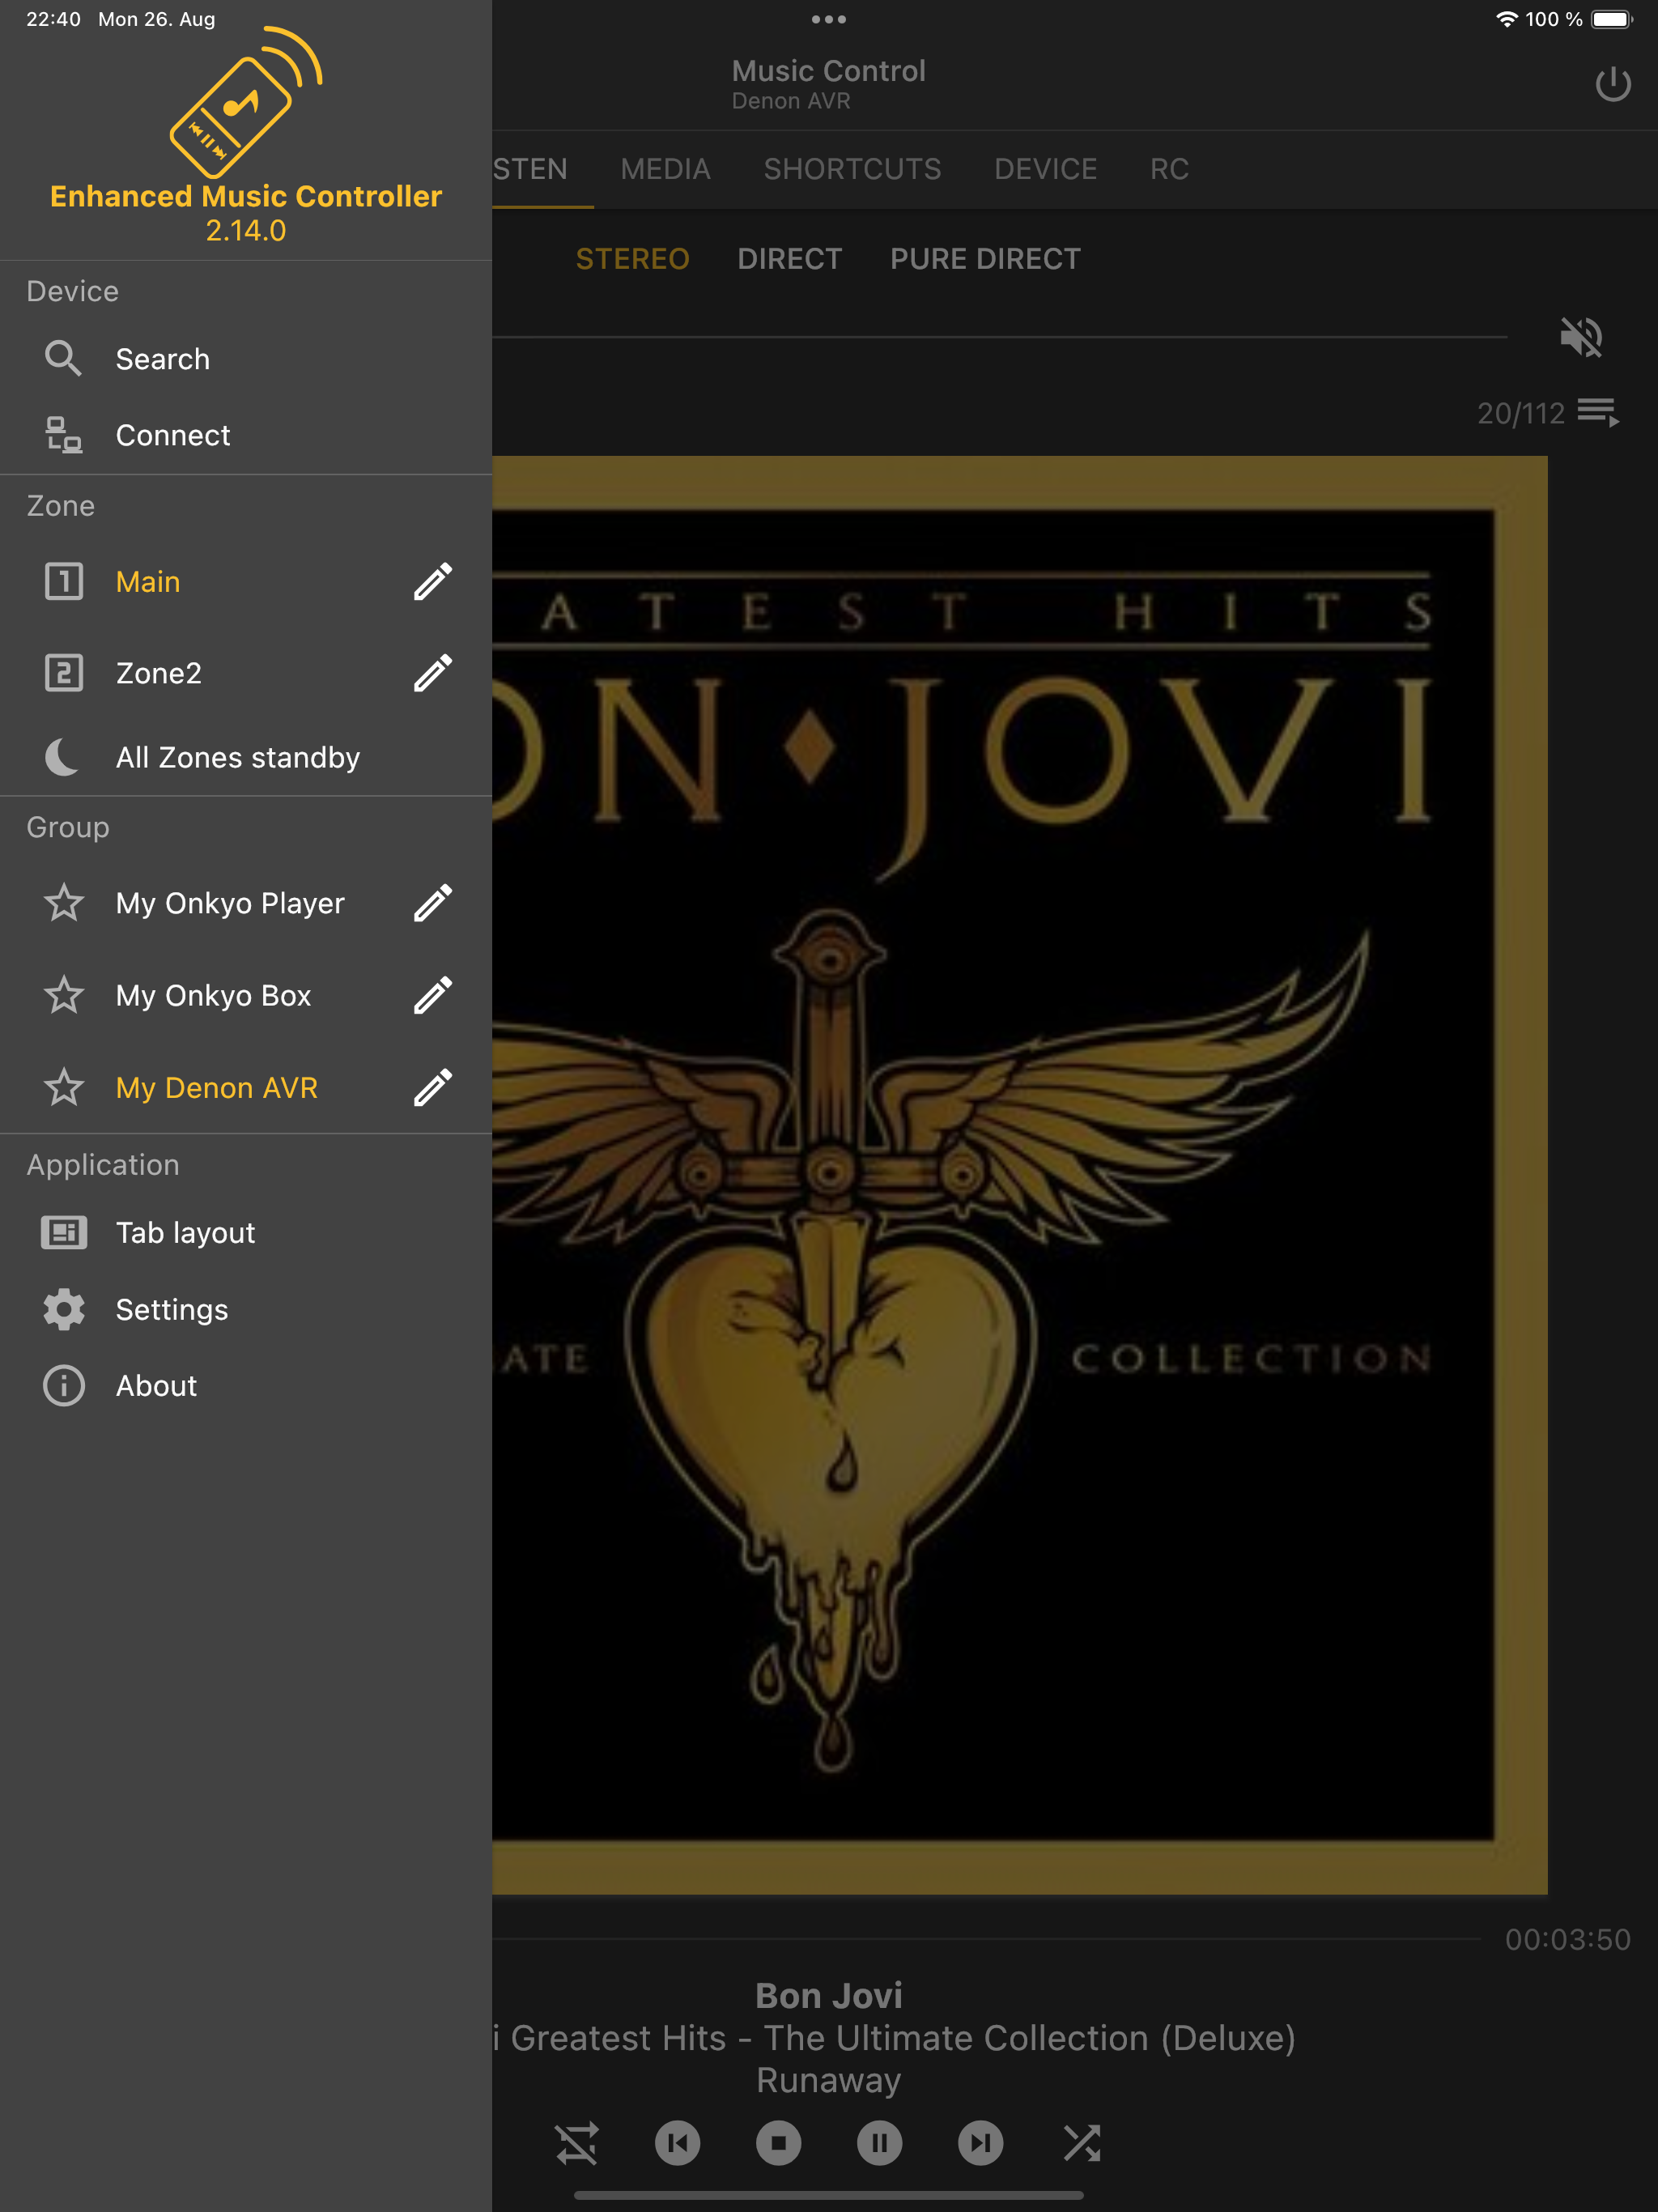 22:40 Mon 26. Aug
100 %
Enhanced Music Controller
2.14.0
Device
Search
Connect
Zone
1 Main
2 Zone2
All Zones standby
Group
My Onkyo Player
My Onkyo Box
My Denon AVR
Application
Tab layout
Settings
About
Music Control
Denon AVR
STEN MEDIA SHORTCUTS DEVICE RC
STEREO DIRECT PURE DIRECT
20/112
ATEST HITS
ON JOVI
ATE COLLECTION
00:03:50
Bon Jovi
i Greatest Hits - The Ultimate Collection (Deluxe)
Runaway